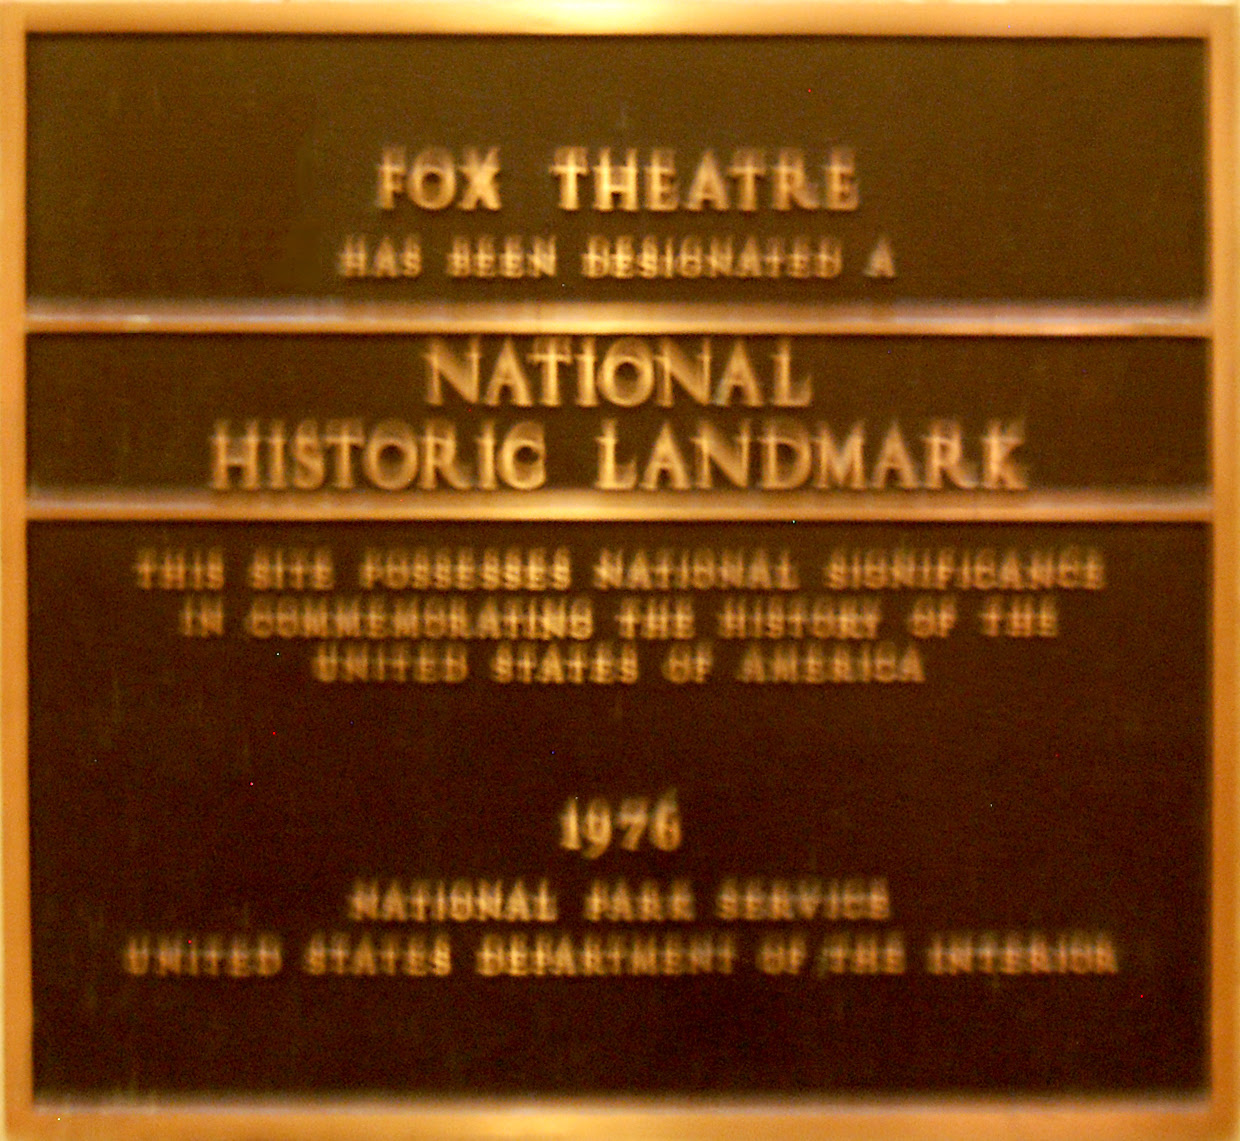 FOX THEATRE
HAS BEEN DESIGNATED A
NATIONAL
HISTORIC LANDMARK
THIS SITE POSSESSES NATIONAL SIGNIFICANCE
IN COMMEMORATING THE HISTORY OF THE
UNITED STATES OF AMERICA
1976
NATIONAL PARK SERVICE
UNITED STATES DEPARTMENT OF THE INTERIOR